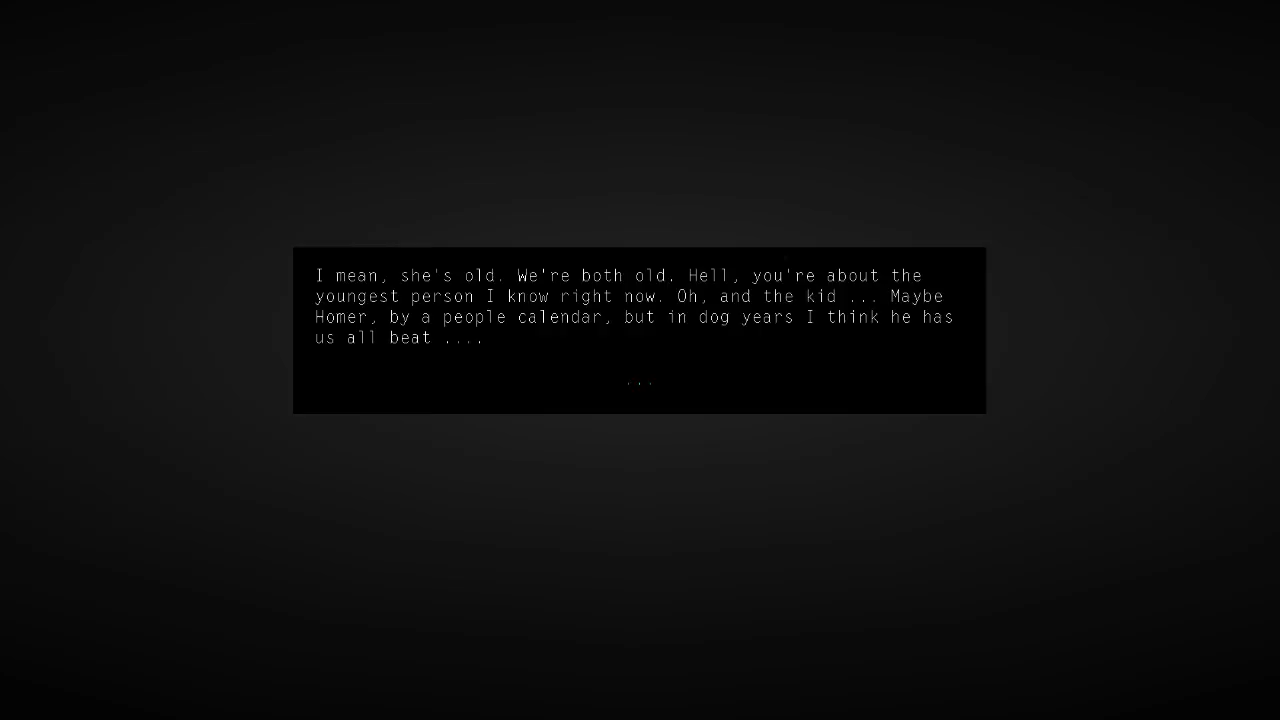 I mean, she's old. We're both old. Hell, you're about the
youngest person I know right now. Oh, and the kid ... Maybe
Homer, by a people calendar, but in dog years I think he has
us all beat ....
...